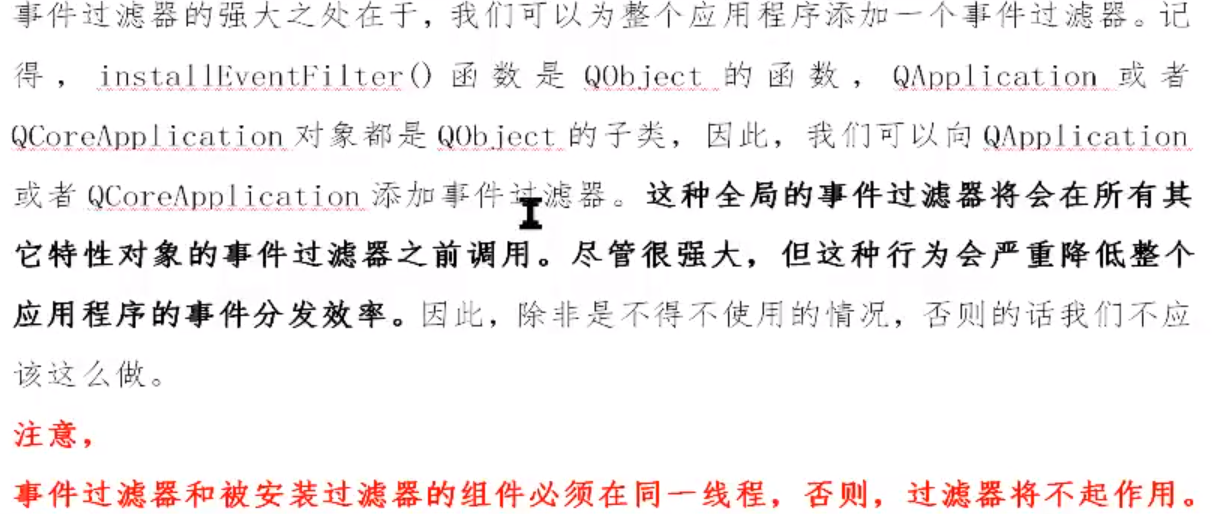 事件过滤器的强大之处在于，我们可以为整个应用程序添加一个事件过滤器。记
得，installEventFilter()函数是 QObject 的函数，QApplication 或者
QCoreApplication 对象都是 QObject 的子类，因此，我们可以向 QApplication
或者 QCoreApplication 添加事件过滤器。这种全局的事件过滤器将会在所有其
它特性对象的事件过滤器之前调用。尽管很强大，但这种行为会严重降低整个
应用程序的事件分发效率。因此，除非是不得不使用的情况，否则的话我们不应
该这么做。
注意，
事件过滤器和被安装过滤器的组件必须在同一线程，否则，过滤器将不起作用。